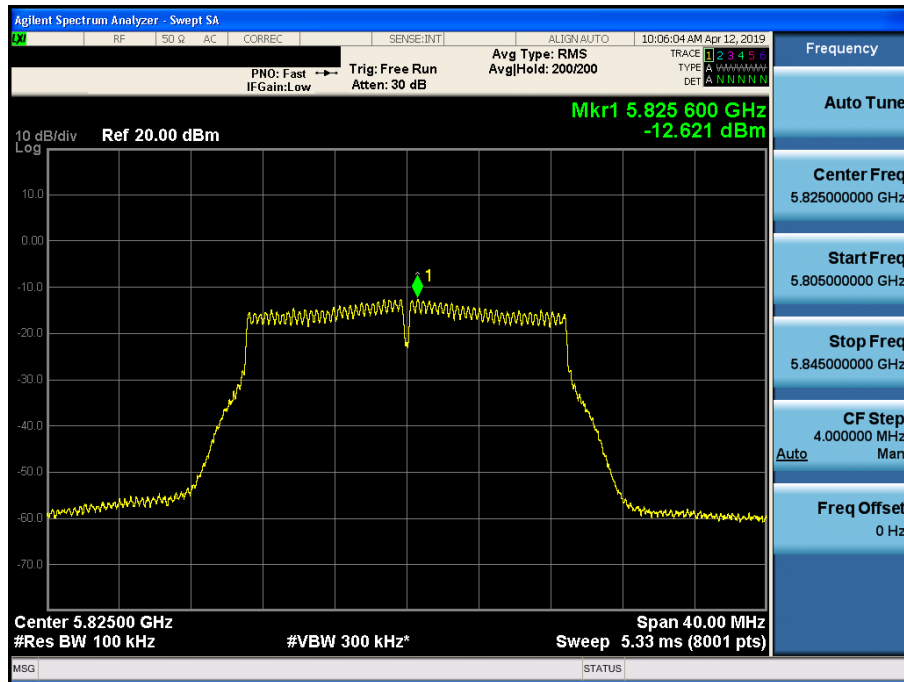 Agilent Spectrum Analyzer - Swept SA
LXI RF 50 Ω AC CORREC SENSE:INT ALIGN AUTO 10:06:04 AM Apr 12, 2019
PNO: Fast Trig: Free Run Avg Type: RMS TRACE 1 2 3 4 5 6
IFGain:Low Atten: 30 dB Avg|Hold: 200/200 TYPE A WWWWW
DET A N N N N N
Mkr1 5.825 600 GHz
-12.621 dBm
10 dB/div Ref 20.00 dBm
Log
10.0
0.00
-10.0
-20.0
-30.0
-40.0
-50.0
-60.0
-70.0
1
Center 5.82500 GHz Span 40.00 MHz
#Res BW 100 kHz #VBW 300 kHz* Sweep 5.33 ms (8001 pts)
MSG STATUS
Frequency
Auto Tune
Center Freq
5.825000000 GHz
Start Freq
5.805000000 GHz
Stop Freq
5.845000000 GHz
CF Step
4.000000 MHz
Auto Man
Freq Offset
0 Hz